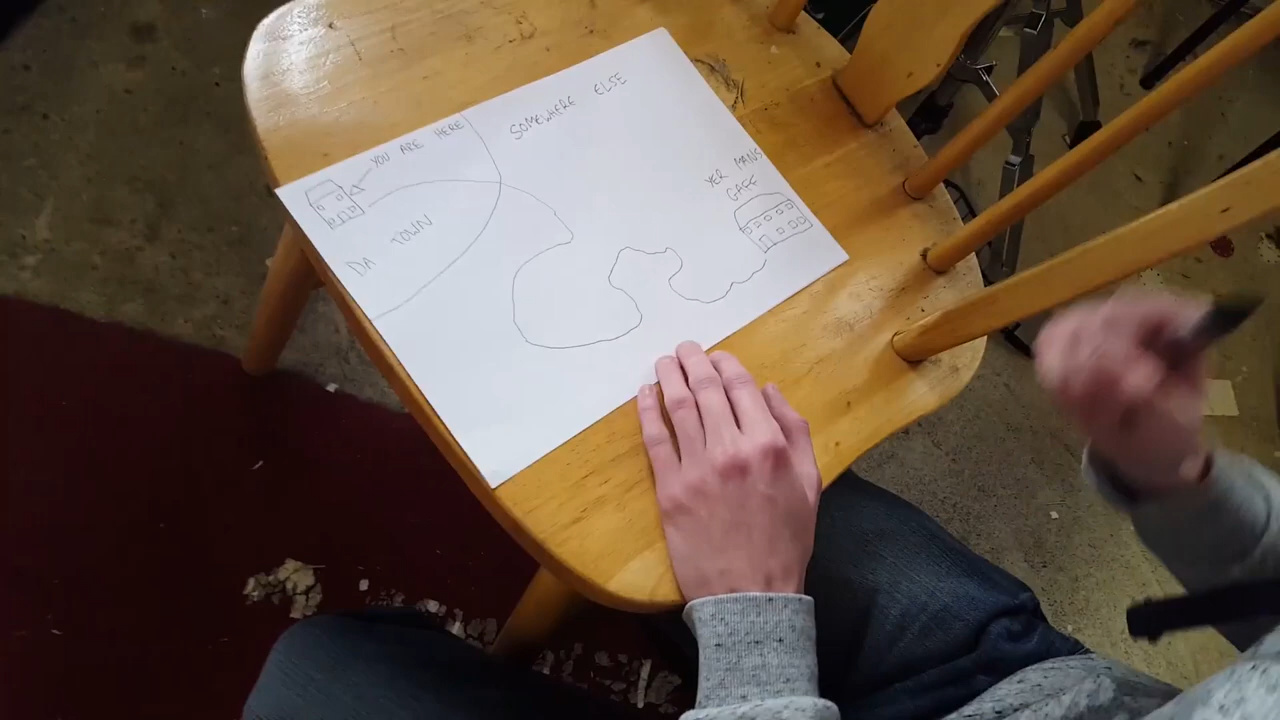 YOU ARE HERE
SOMEWHERE ELSE
DA TOWN
YER MANS
GAFF